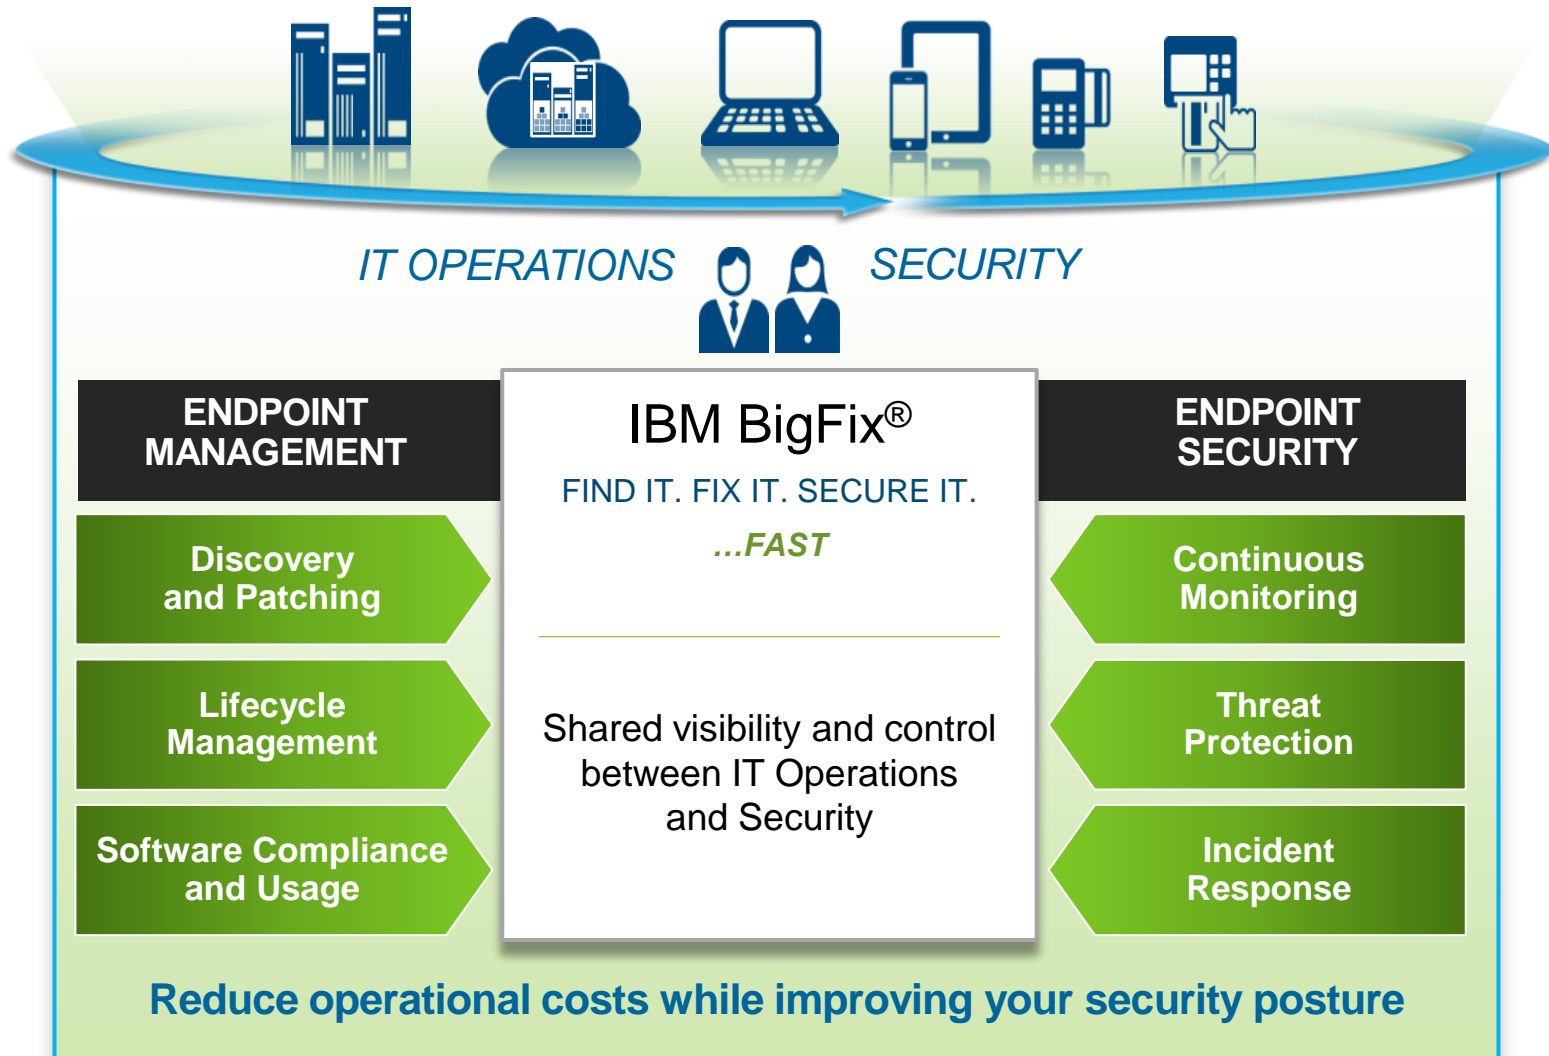 IT OPERATIONS
SECURITY
ENDPOINT
MANAGEMENT
Discovery
and Patching
Lifecycle
Management
Software Compliance
and Usage
IBM BigFix®
FIND IT. FIX IT. SECURE IT.
...FAST
Shared visibility and control
between IT Operations
and Security
ENDPOINT
SECURITY
Continuous
Monitoring
Threat
Protection
Incident
Response
Reduce operational costs while improving your security posture